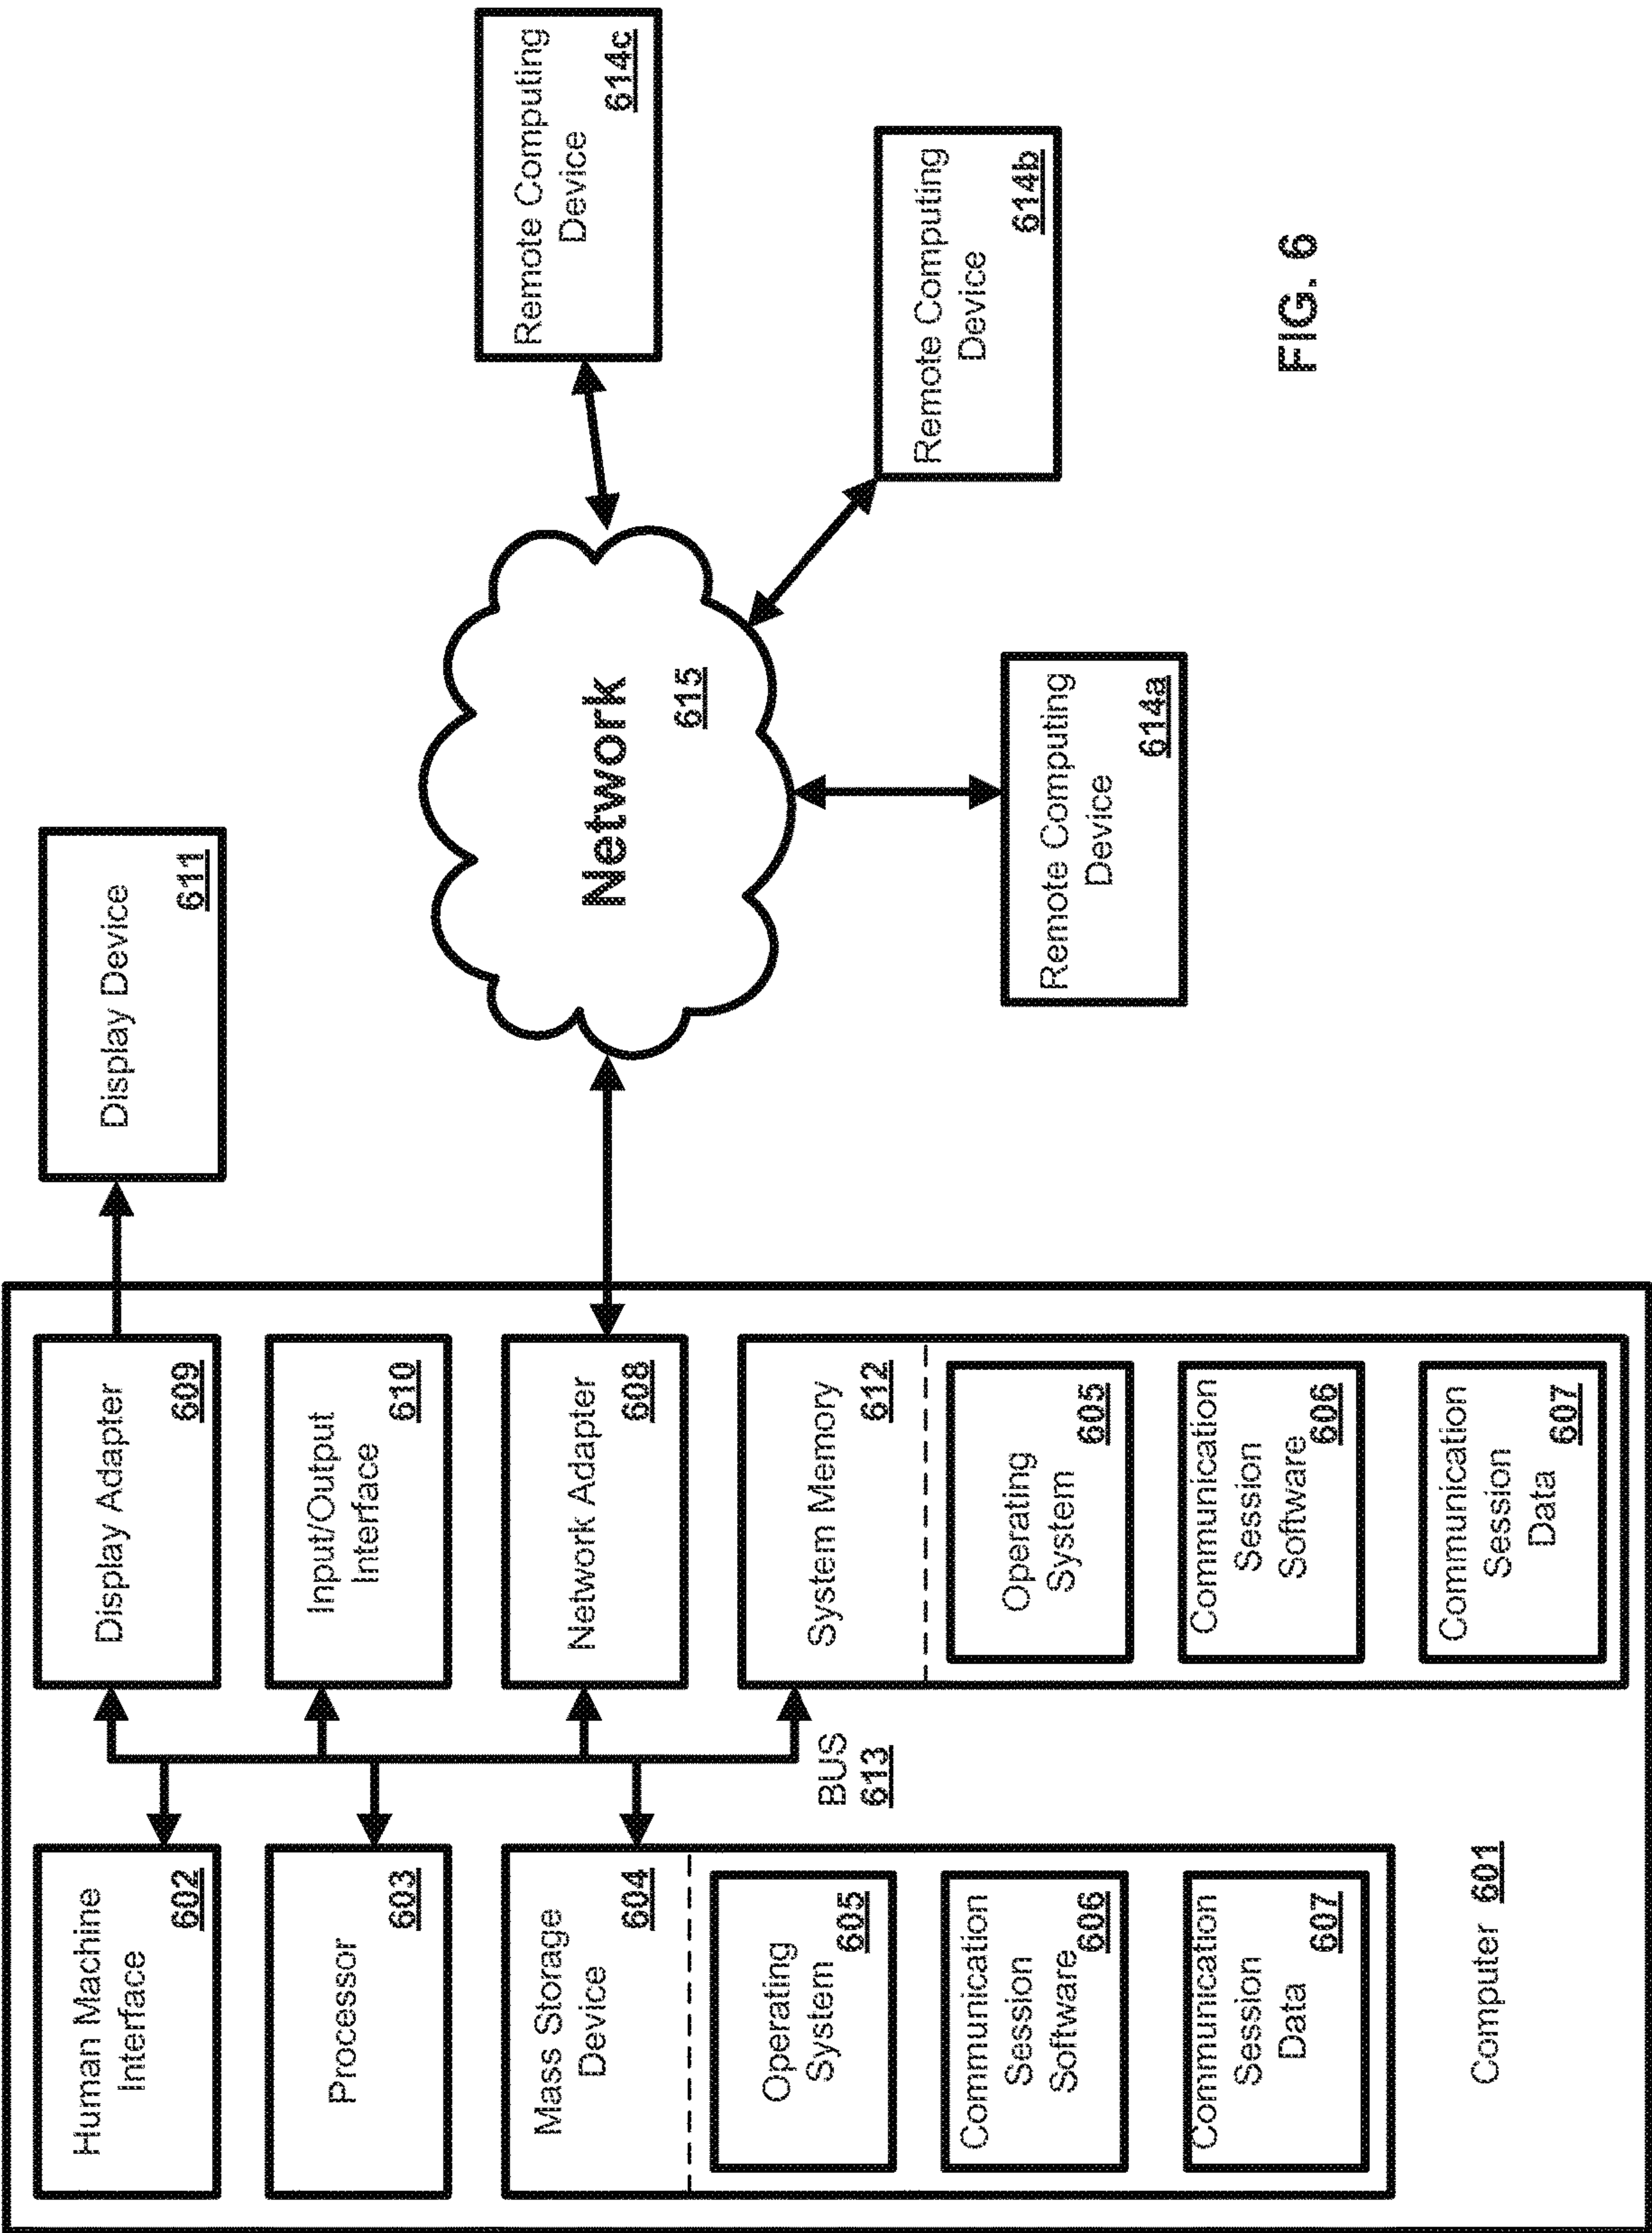 Human Machine
Interface
602
Processor
603
Mass Storage
Device
604
Operating
System
605
Communication
Session
Software
606
Communication
Session
Data
607
Computer 601
BUS
613
Display Adapter
609
Input/Output
Interface
610
Network Adapter
608
System Memory
612
Operating
System
605
Communication
Session
Software
606
Communication
Session
Data
607
Display Device
611
Network
615
Remote Computing
Device
614a
Remote Computing
Device
614b
Remote Computing
Device
614c
FIG. 6